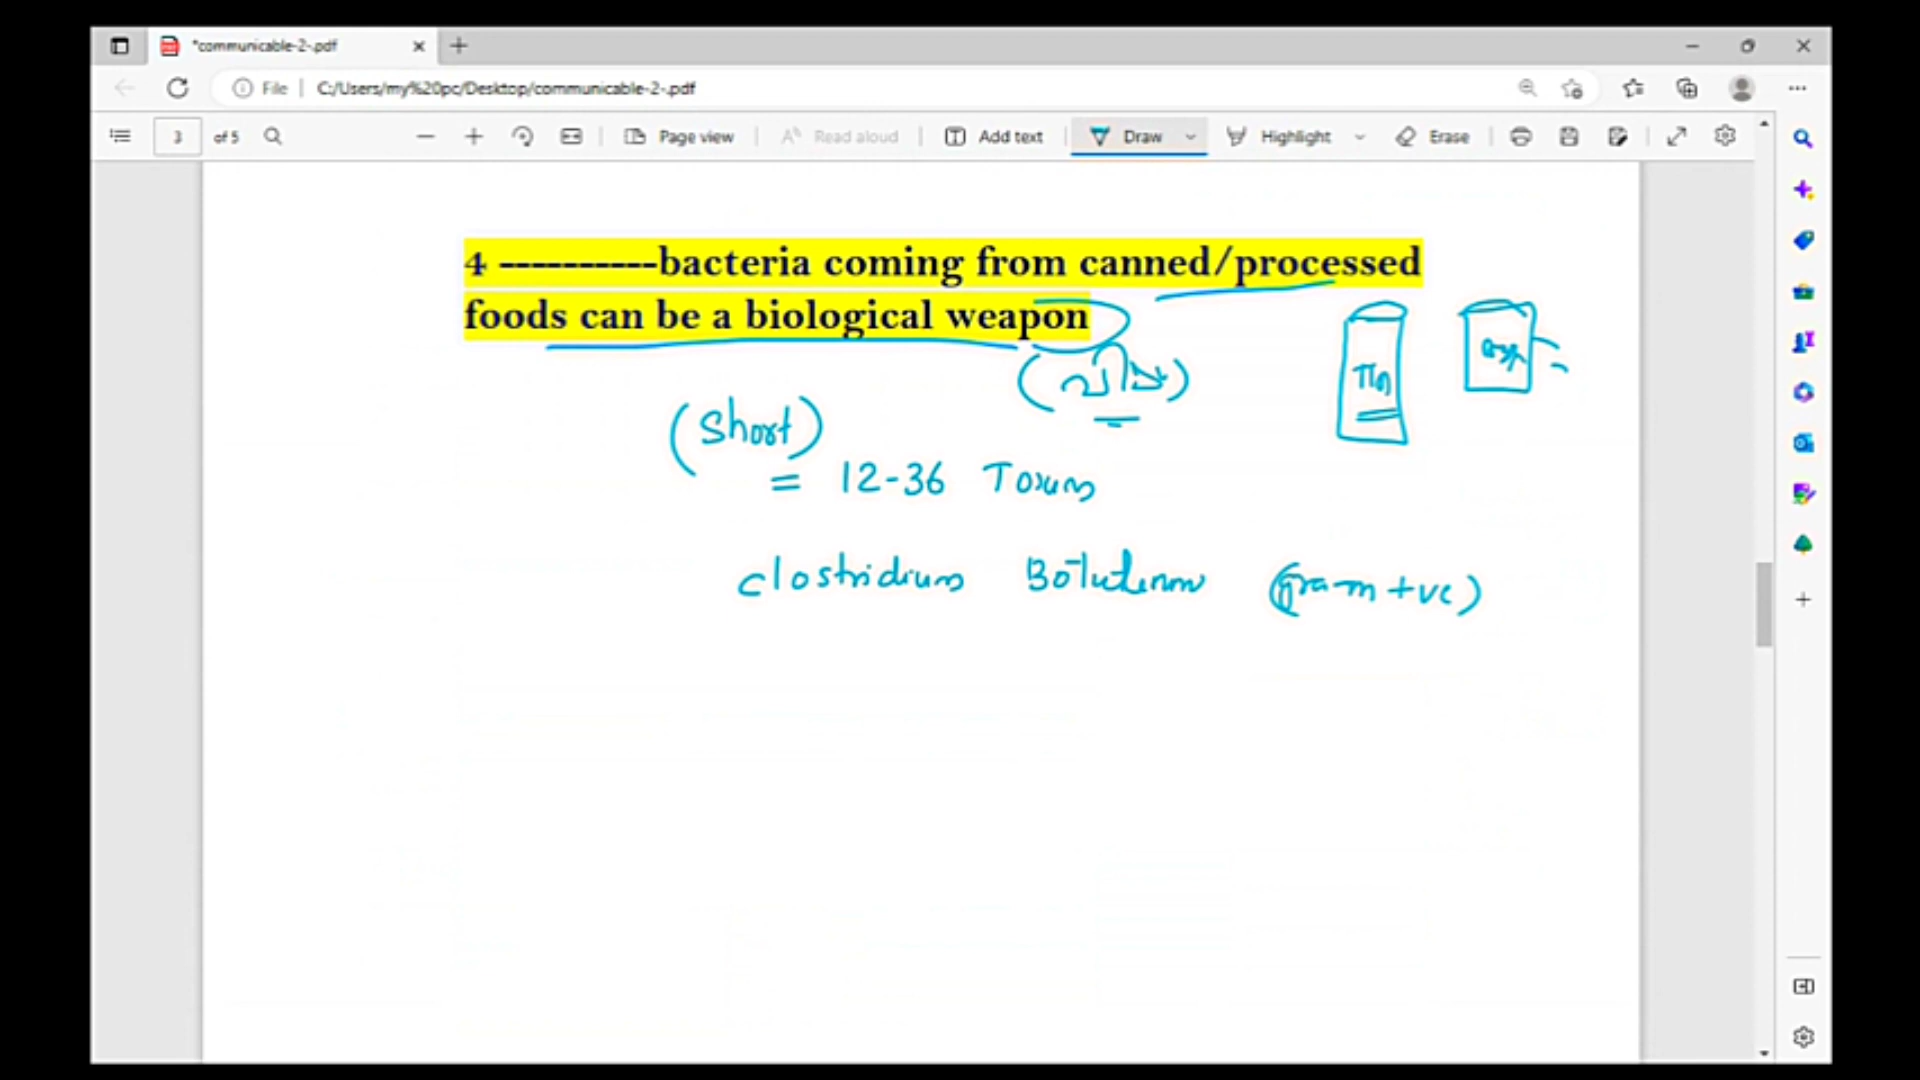 *communicable-2-.pdf
File | C:/Users/my%20pc/Desktop/communicable-2-.pdf
3 of 5 Page view Read aloud Add text Draw Highlight Erase
4 ----------bacteria coming from canned/processed
foods can be a biological weapon
Tin
(Short)
= 12-36 Toxins
clostridium Botulinum (gram +ve)